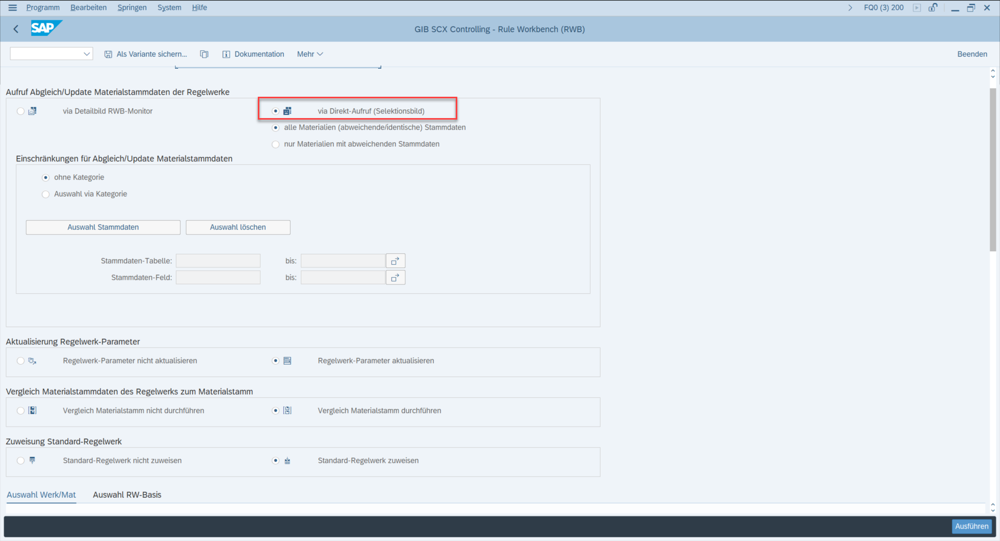 Programm Bearbeiten Springen System Hilfe FQ0 (3) 200
SAP GIB SCX Controlling - Rule Workbench (RWB)
Als Variante sichern... Dokumentation Mehr Beenden
Aufruf Abgleich/Update Materialstammdaten der Regelwerke
via Detailbild RWB-Monitor via Direkt-Aufruf (Selektionsbild)
alle Materialien (abweichende/identische) Stammdaten
nur Materialien mit abweichenden Stammdaten
Einschränkungen für Abgleich/Update Materialstammdaten
ohne Kategorie
Auswahl via Kategorie
Auswahl Stammdaten Auswahl löschen
Stammdaten-Tabelle: bis:
Stammdaten-Feld: bis:
Aktualisierung Regelwerk-Parameter
Regelwerk-Parameter nicht aktualisieren Regelwerk-Parameter aktualisieren
Vergleich Materialstammdaten des Regelwerks zum Materialstamm
Vergleich Materialstamm nicht durchführen Vergleich Materialstamm durchführen
Zuweisung Standard-Regelwerk
Standard-Regelwerk nicht zuweisen Standard-Regelwerk zuweisen
Auswahl Werk/Mat Auswahl RW-Basis
Ausführen